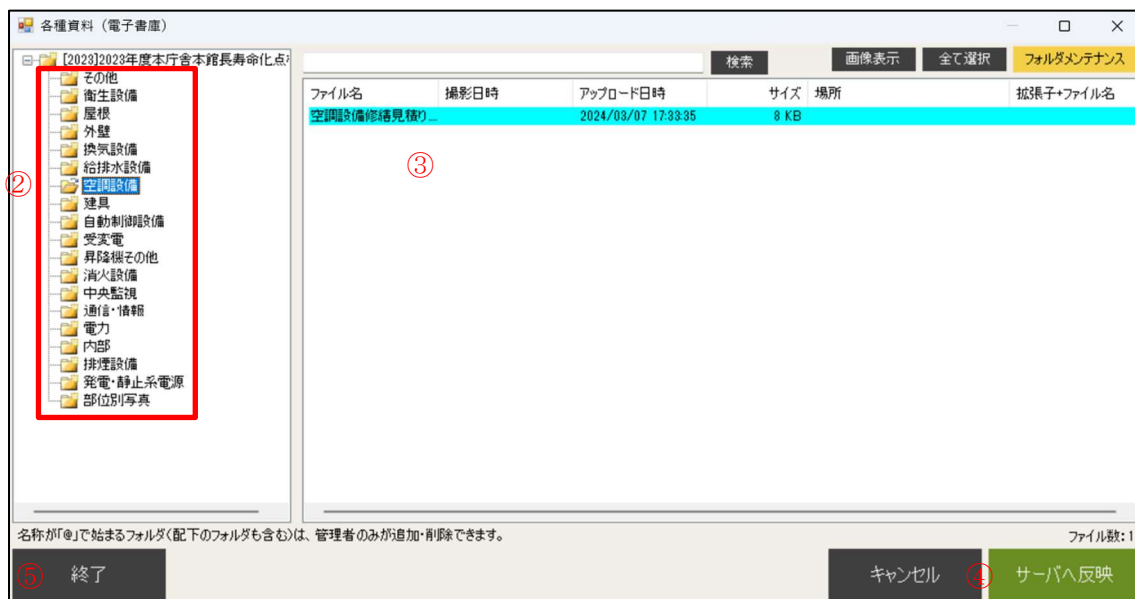 各種資料（電子書庫）
[2023]2023年度本庁舎本館長寿命化点
検索
画像表示
全て選択
フォルダメンテナンス
その他
衛生設備
屋根
外壁
換気設備
給排水設備
②
空調設備
建具
自動制御設備
受変電
昇降機その他
消火設備
中央監視
通信・情報
電力
内部
排煙設備
発電・静止系電源
部位別写真
ファイル名 撮影日時 アップロード日時 サイズ 場所 拡張子+ファイル名
空調設備修繕見積り... 2024/03/07 17:33:35 8 KB
③
名称が「@」で始まるフォルダ（配下のフォルダも含む）は、管理者のみが追加・削除できます。
ファイル数:1
⑤ 終了
キャンセル
④ サーバへ反映